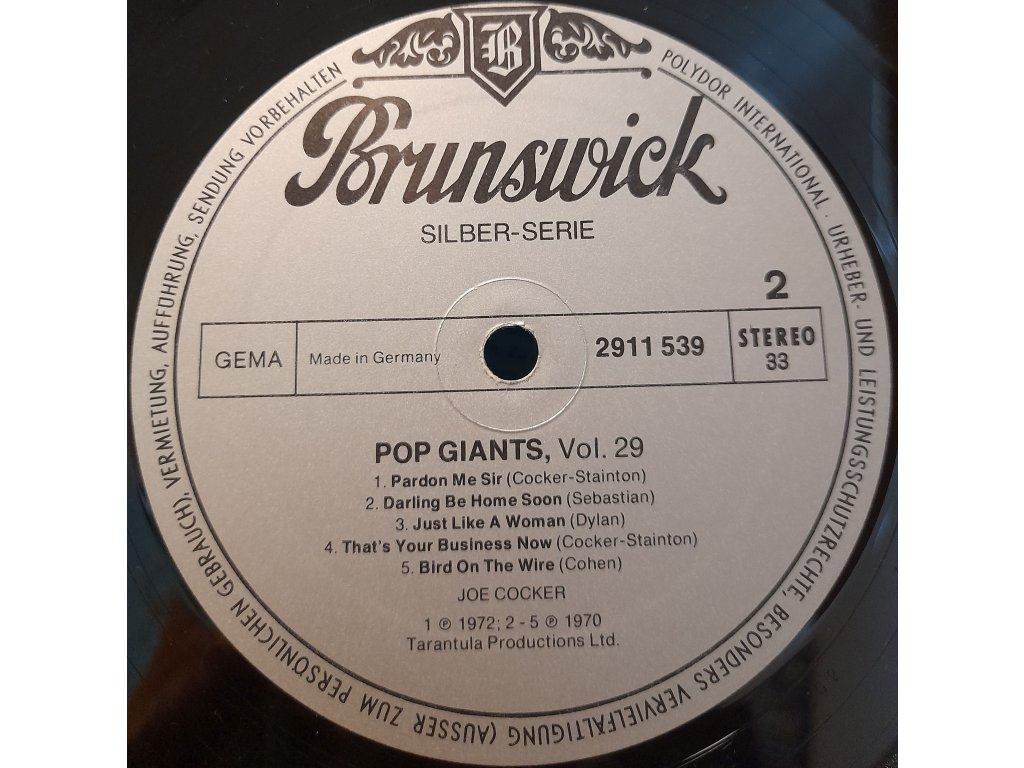 B
Brunswick
SILBER-SERIE
2
GEMA
Made in Germany
2911 539
STEREO
33
POP GIANTS, Vol. 29
1. Pardon Me Sir (Cocker-Stainton)
2. Darling Be Home Soon (Sebastian)
3. Just Like A Woman (Dylan)
4. That's Your Business Now (Cocker-Stainton)
5. Bird On The Wire (Cohen)
JOE COCKER
1 ℗ 1972; 2 - 5 ℗ 1970
Tarantula Productions Ltd.
POLYDOR INTERNATIONAL · URHEBER- UND LEISTUNGSSCHUTZRECHTE, BESONDERS VERVIELFÄLTIGUNG (AUSSER ZUM PERSÖNLICHEN GEBRAUCH), VERMIETUNG, AUFFÜHRUNG, SENDUNG VORBEHALTEN